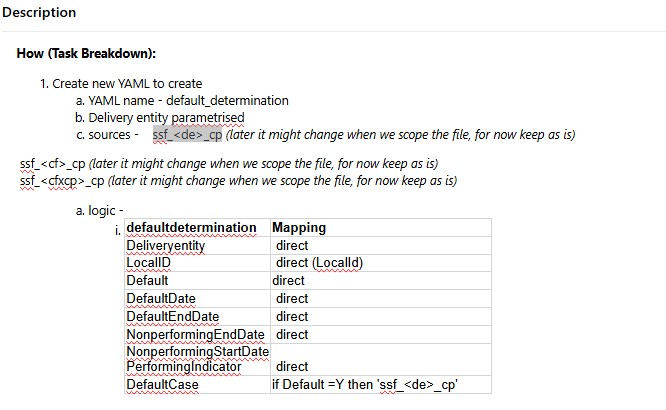 Description
How (Task Breakdown):
1. Create new YAML to create
a. YAML name - default_determination
b. Delivery entity parametrised
c. sources - ssf_<de>_cp (later it might change when we scope the file, for now keep as is)
ssf_<cf>_cp (later it might change when we scope the file, for now keep as is)
ssf_<cfxcp>_cp (later it might change when we scope the file, for now keep as is)
a. logic -
i. defaultdetermination Mapping
Deliveryentity direct
LocalID direct (LocalId)
Default direct
DefaultDate direct
DefaultEndDate direct
NonperformingEndDate direct
NonperformingStartDate
PerformingIndicator direct
DefaultCase if Default =Y then 'ssf_<de>_cp'